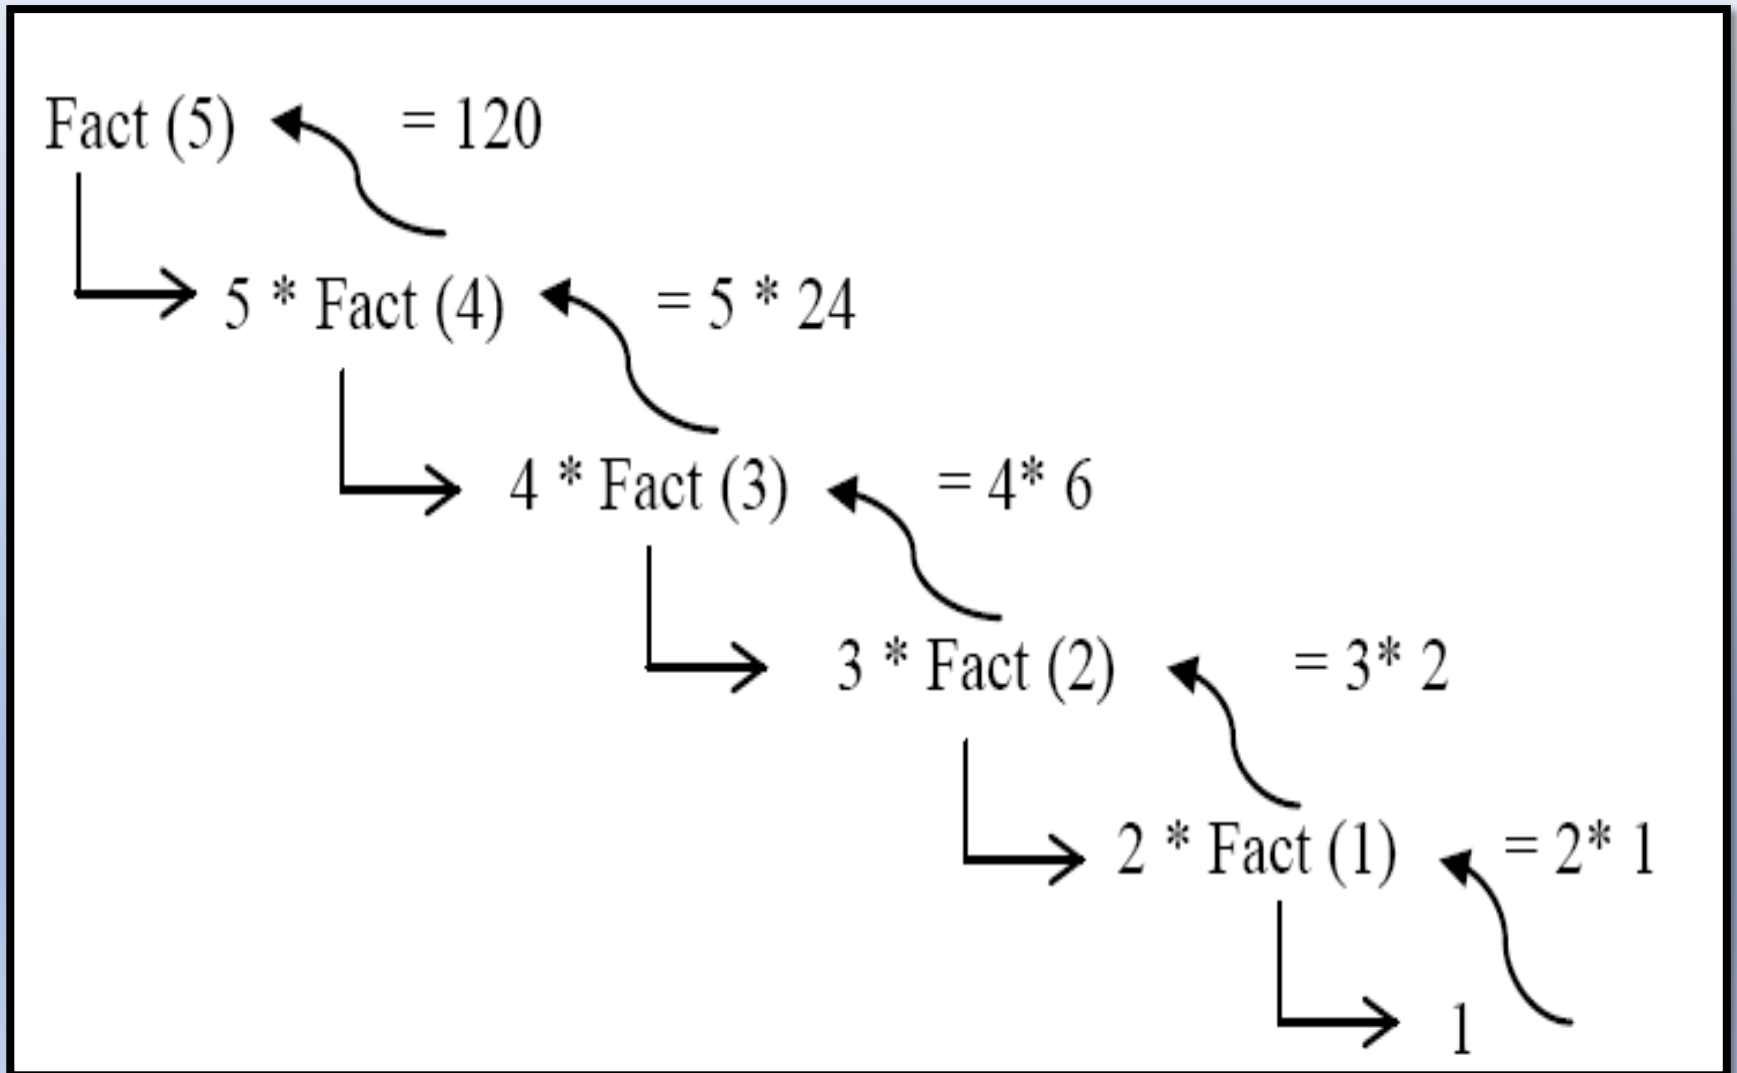 Fact (5) = 120
5 * Fact (4) = 5 * 24
4 * Fact (3) = 4* 6
3 * Fact (2) = 3* 2
2 * Fact (1) = 2* 1
1